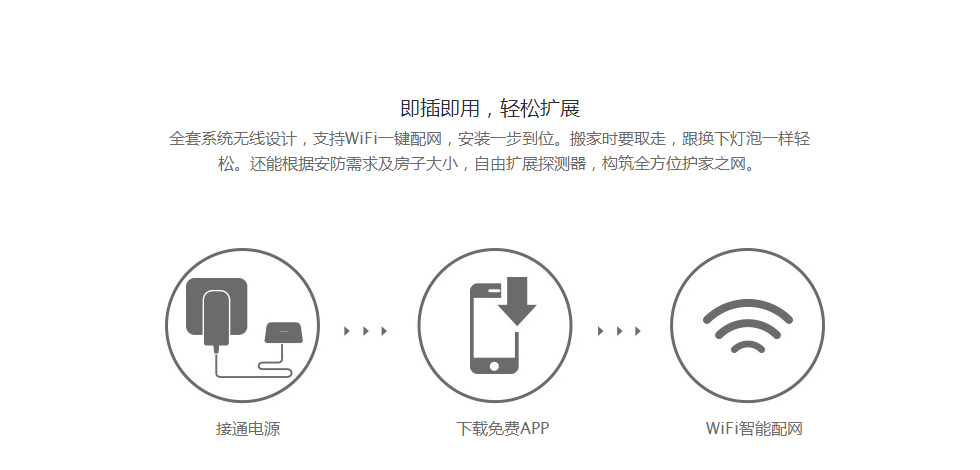 即插即用，轻松扩展
全套系统无线设计，支持WiFi一键配网，安装一步到位。搬家时要取走，跟换下灯泡一样轻
松。还能根据安防需求及房子大小，自由扩展探测器，构筑全方位护家之网。
接通电源
下载免费APP
WiFi智能配网